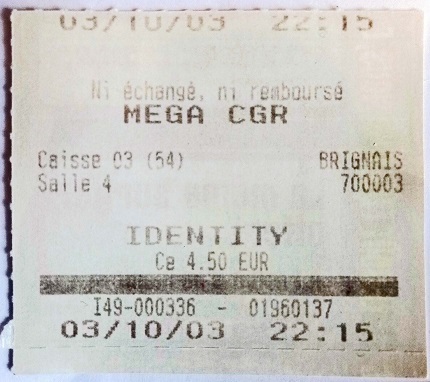 03/10/03 22:15
Ni échangé, ni remboursé
MEGA CGR
Caisse 03 (54) BRIGNAIS
Salle 4 700003
IDENTITY
Ce 4.50 EUR
I49-000336 - 01960137
03/10/03 22:15